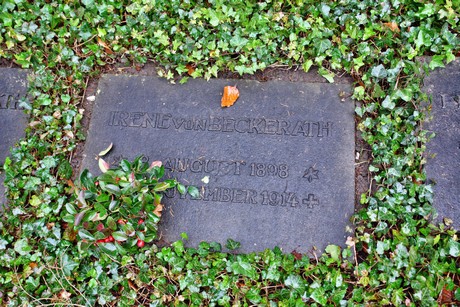 IRENE VON BECKERATH
AUGUST 1898 *
1914 +